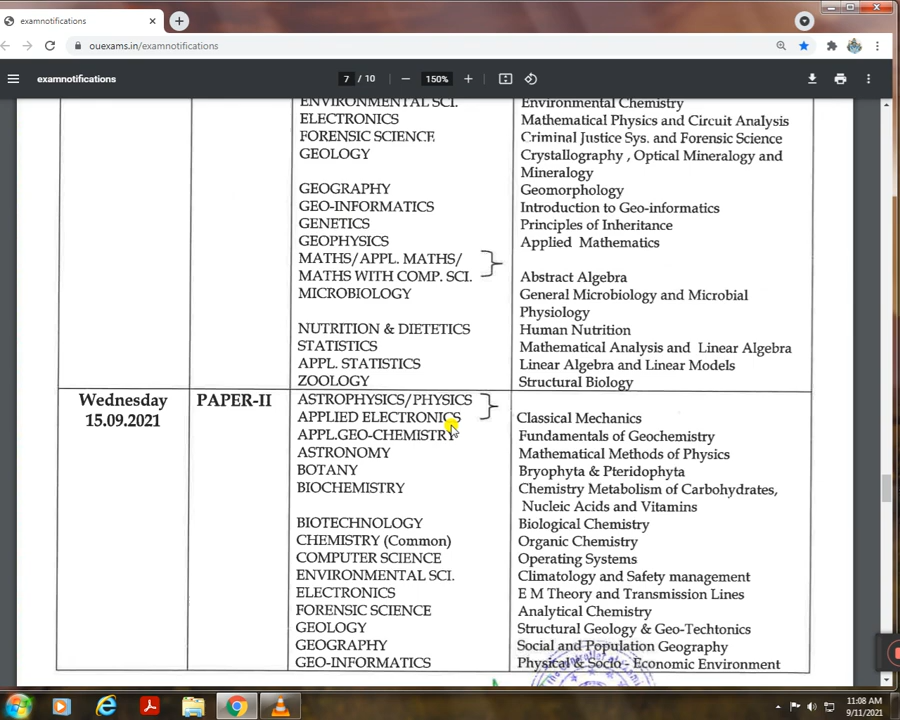 examnotifications
ouexams.in/examnotifications
examnotifications
7 / 10
150%
ENVIRONMENTAL SCI. Environmental Chemistry
ELECTRONICS Mathematical Physics and Circuit Analysis
FORENSIC SCIENCE Criminal Justice Sys. and Forensic Science
GEOLOGY Crystallography , Optical Mineralogy and
Mineralogy
GEOGRAPHY Geomorphology
GEO-INFORMATICS Introduction to Geo-informatics
GENETICS Principles of Inheritance
GEOPHYSICS Applied Mathematics
MATHS/APPL. MATHS/
MATHS WITH COMP. SCI. Abstract Algebra
MICROBIOLOGY General Microbiology and Microbial
Physiology
NUTRITION & DIETETICS Human Nutrition
STATISTICS Mathematical Analysis and Linear Algebra
APPL. STATISTICS Linear Algebra and Linear Models
ZOOLOGY Structural Biology
Wednesday PAPER-II ASTROPHYSICS/PHYSICS
15.09.2021 APPLIED ELECTRONICS Classical Mechanics
APPL.GEO-CHEMISTRY Fundamentals of Geochemistry
ASTRONOMY Mathematical Methods of Physics
BOTANY Bryophyta & Pteridophyta
BIOCHEMISTRY Chemistry Metabolism of Carbohydrates,
Nucleic Acids and Vitamins
BIOTECHNOLOGY Biological Chemistry
CHEMISTRY (Common) Organic Chemistry
COMPUTER SCIENCE Operating Systems
ENVIRONMENTAL SCI. Climatology and Safety management
ELECTRONICS E M Theory and Transmission Lines
FORENSIC SCIENCE Analytical Chemistry
GEOLOGY Structural Geology & Geo-Techtonics
GEOGRAPHY Social and Population Geography
GEO-INFORMATICS Physical & Socio - Economic Environment
11:08 AM
9/11/2021